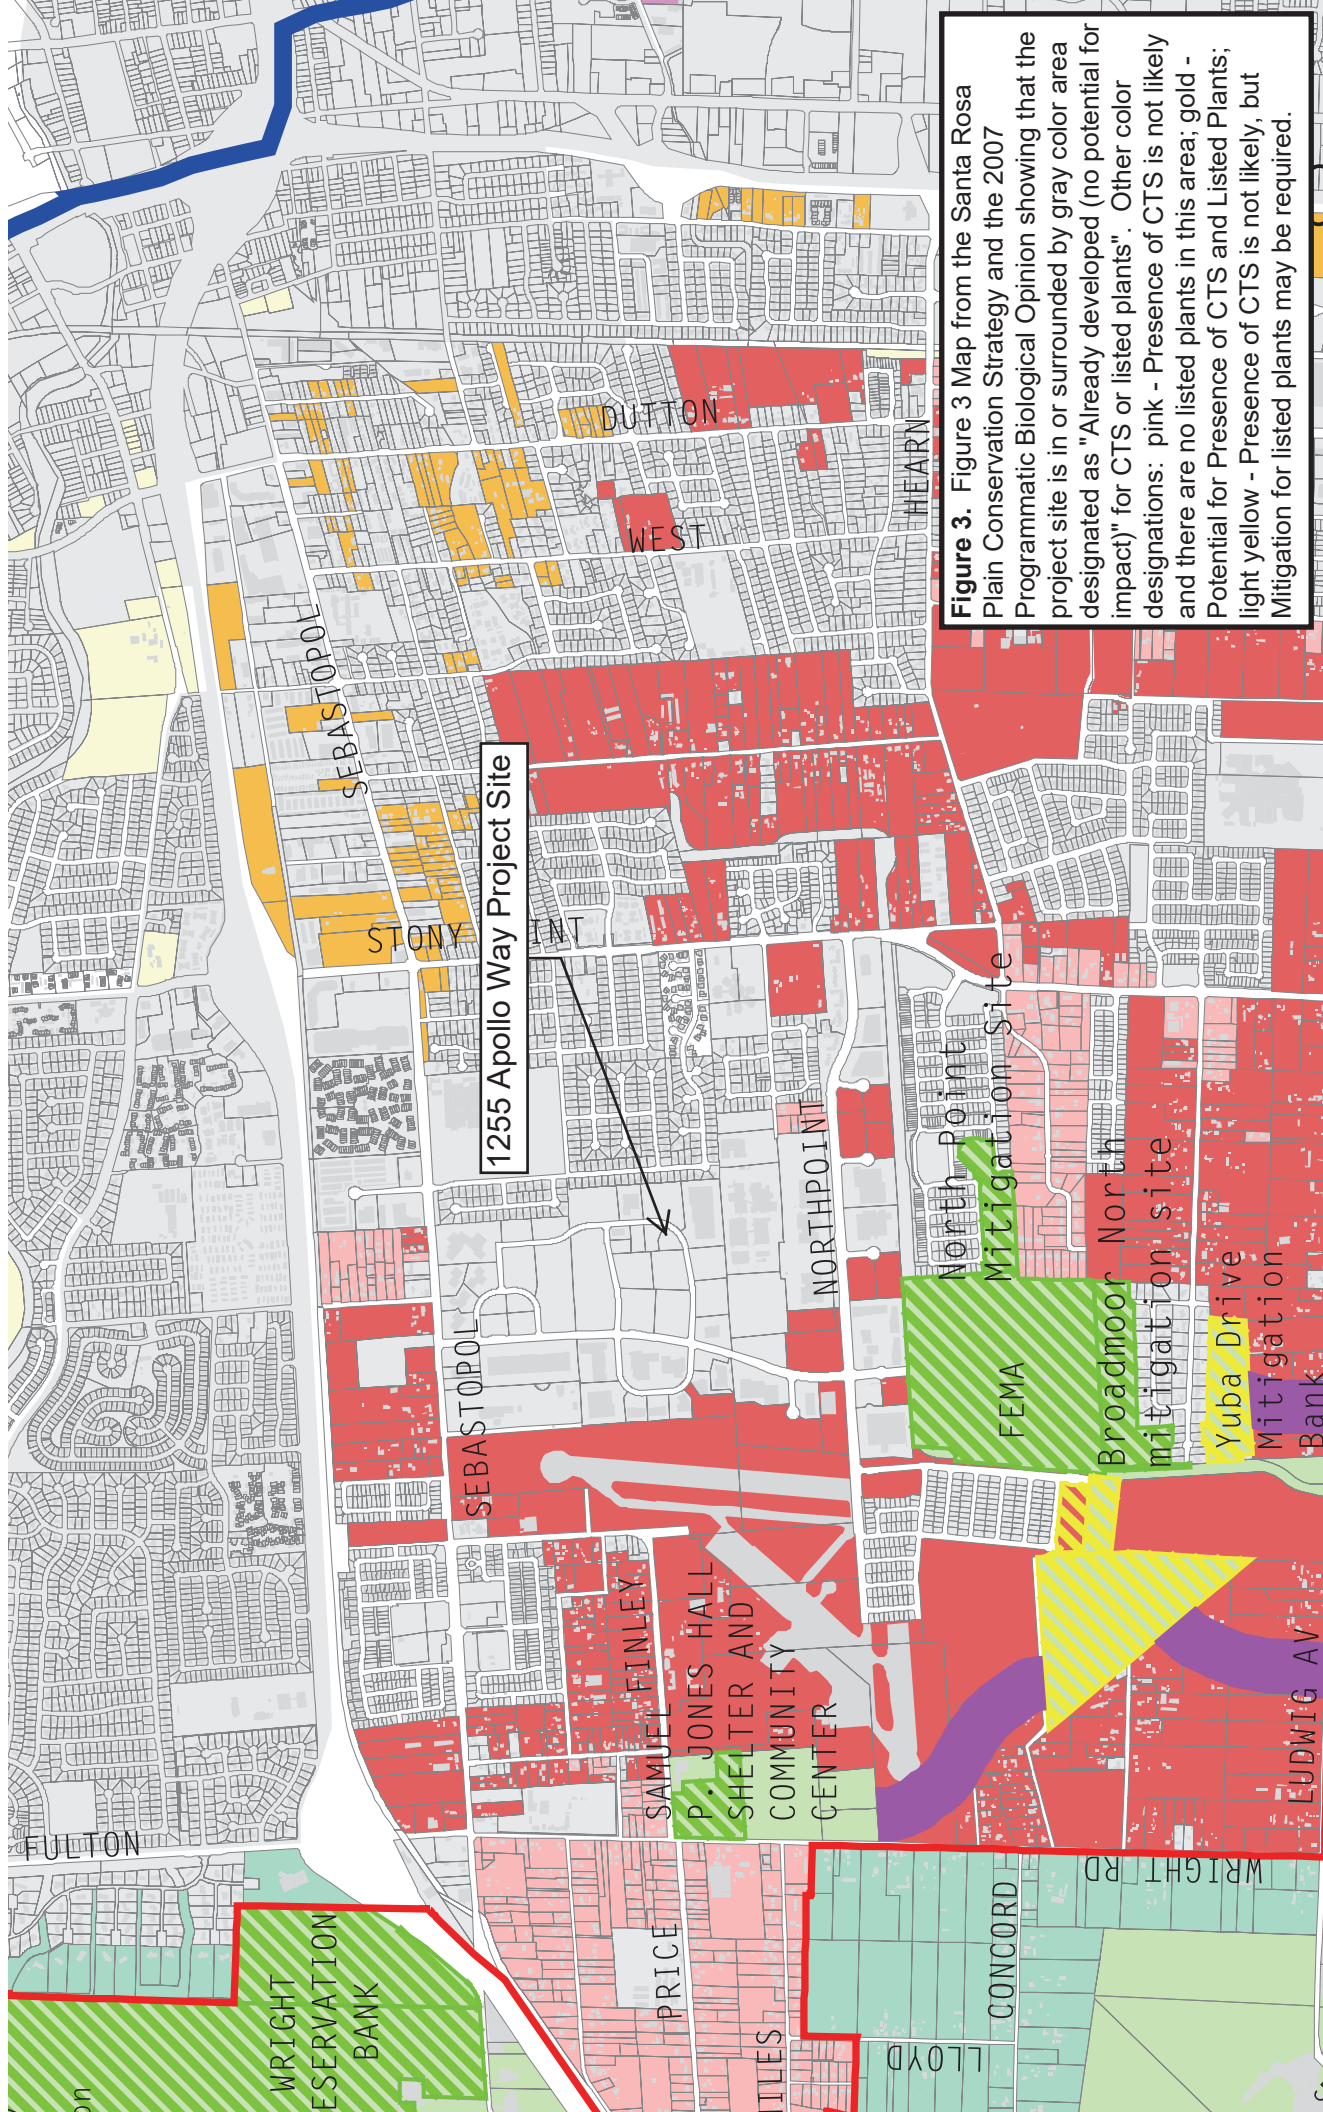 FULTON
WRIGHT
ESERVATION
BANK
on
SEBASTOPOL
SEBASTOPOL
STONY
INT
1255 Apollo Way Project Site
DUTTON
WEST
HEARN
NORTHPOINT
North Point
Mitigation Site
FEMA
Broadmoor North
mitigation site
Yuba Drive
Mitigation
Bank
SAMUEL FINLEY
P. JONES HALL
SHELTER AND
COMMUNITY
CENTER
PRICE
MILES
LLOYD
CONCORD
WRIGHT RD
LUDWIG AV
Figure 3. Figure 3 Map from the Santa Rosa
Plain Conservation Strategy and the 2007
Programmatic Biological Opinion showing that the
project site is in or surrounded by gray color area
designated as "Already developed (no potential for
impact)" for CTS or listed plants". Other color
designations: pink - Presence of CTS is not likely
and there are no listed plants in this area; gold -
Potential for Presence of CTS and Listed Plants;
light yellow - Presence of CTS is not likely, but
Mitigation for listed plants may be required.